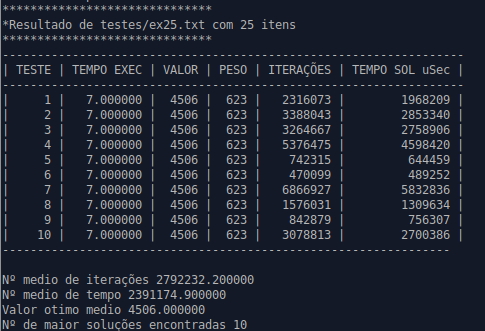 ******************************
*Resultado de testes/ex25.txt com 25 itens
******************************
------------------------------------------------------------------
| TESTE | TEMPO EXEC | VALOR | PESO | ITERAÇÕES | TEMPO SOL uSec |
------------------------------------------------------------------
| 1 | 7.000000 | 4506 | 623 | 2316073 | 1968209 |
| 2 | 7.000000 | 4506 | 623 | 3388043 | 2853340 |
| 3 | 7.000000 | 4506 | 623 | 3264667 | 2758906 |
| 4 | 7.000000 | 4506 | 623 | 5376475 | 4598420 |
| 5 | 7.000000 | 4506 | 623 | 742315 | 644459 |
| 6 | 7.000000 | 4506 | 623 | 470099 | 489252 |
| 7 | 7.000000 | 4506 | 623 | 6866927 | 5832836 |
| 8 | 7.000000 | 4506 | 623 | 1576031 | 1309634 |
| 9 | 7.000000 | 4506 | 623 | 842879 | 756307 |
| 10 | 7.000000 | 4506 | 623 | 3078813 | 2700386 |
----------------------------------------------------------------
Nº medio de iterações 2792232.200000
Nº medio de tempo 2391174.900000
Valor otimo medio 4506.000000
Nº de maior soluções encontradas 10